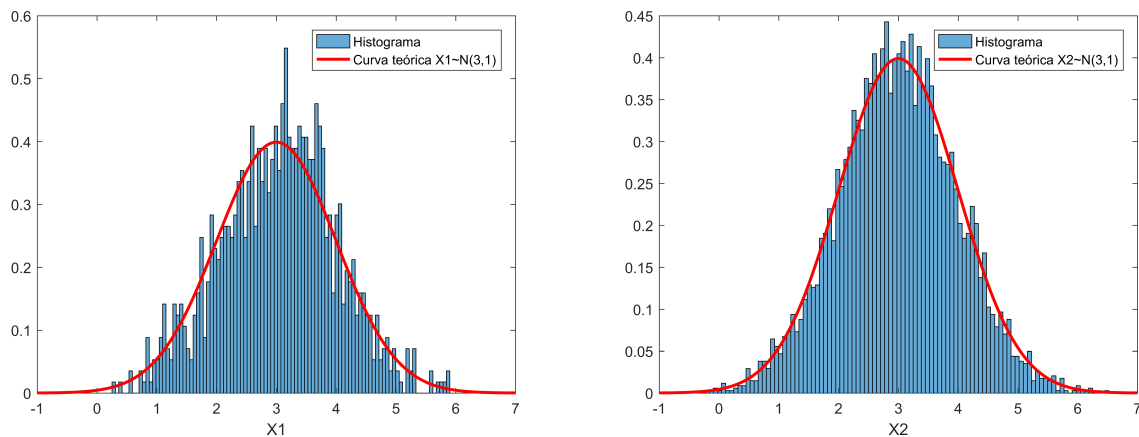 0.6
0.5
0.4
0.3
0.2
0.1
0
-1 0 1 2 3 4 5 6 7
X1
Histograma
Curva teórica X1~N(3,1)
0.45
0.4
0.35
0.3
0.25
0.2
0.15
0.1
0.05
0
-1 0 1 2 3 4 5 6 7
X2
Histograma
Curva teórica X2~N(3,1)